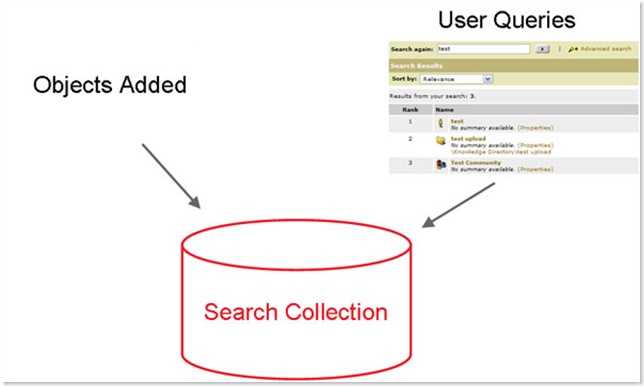 User Queries
Objects Added
Search again: test | Advanced search
Search Results
Sort by: Relevance
Results from your search: 3.
Rank Name
1 test
No summary available. (Properties)
2 test upload
No summary available. (Properties)
\Knowledge Directory\test upload
3 Test Community
No summary available. (Properties)
Search Collection